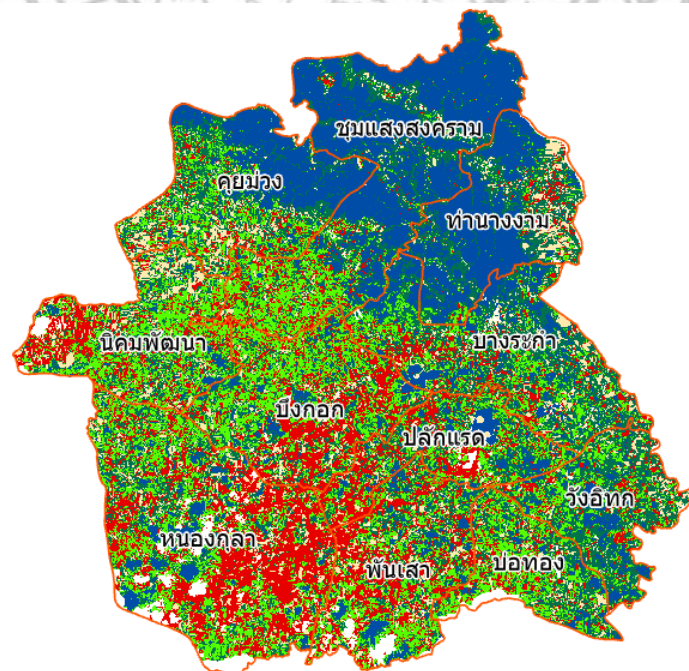 ชุมแสงสงคราม
คุยม่วง
ท่านางงาม
นิคมพัฒนา
บางระกำ
บึงกอก
ปลักแรด
วังอิทก
หนองกุลา
พันเสา
บ่อทอง